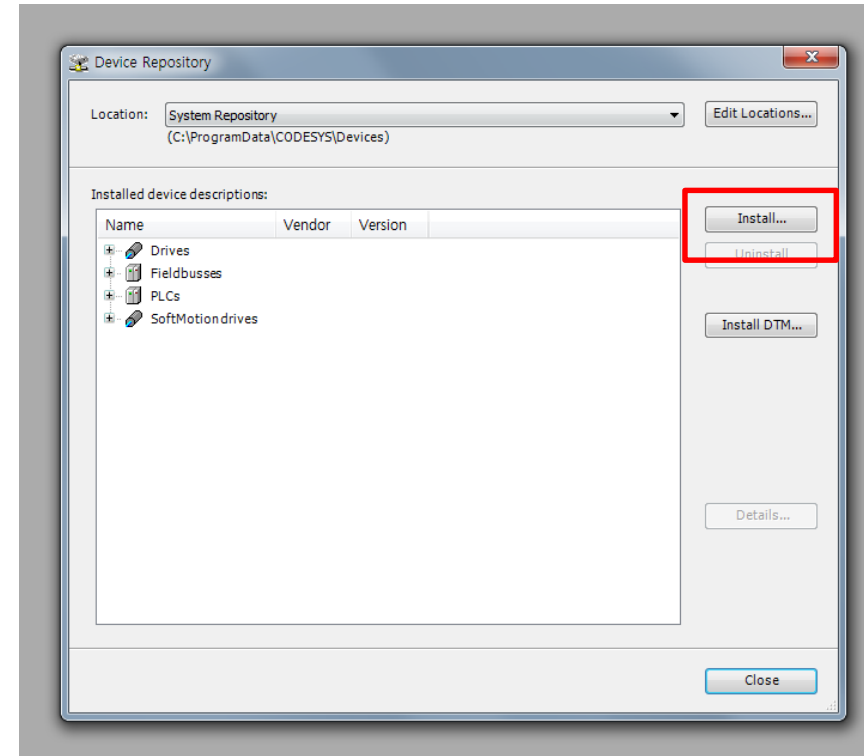 Device Repository
Location: System Repository Edit Locations...
(C:\ProgramData\CODESYS\Devices)
Installed device descriptions:
Name Vendor Version
Install...
Drives
Uninstall
Fieldbusses
PLCs
SoftMotion drives
Install DTM...
Details...
Close